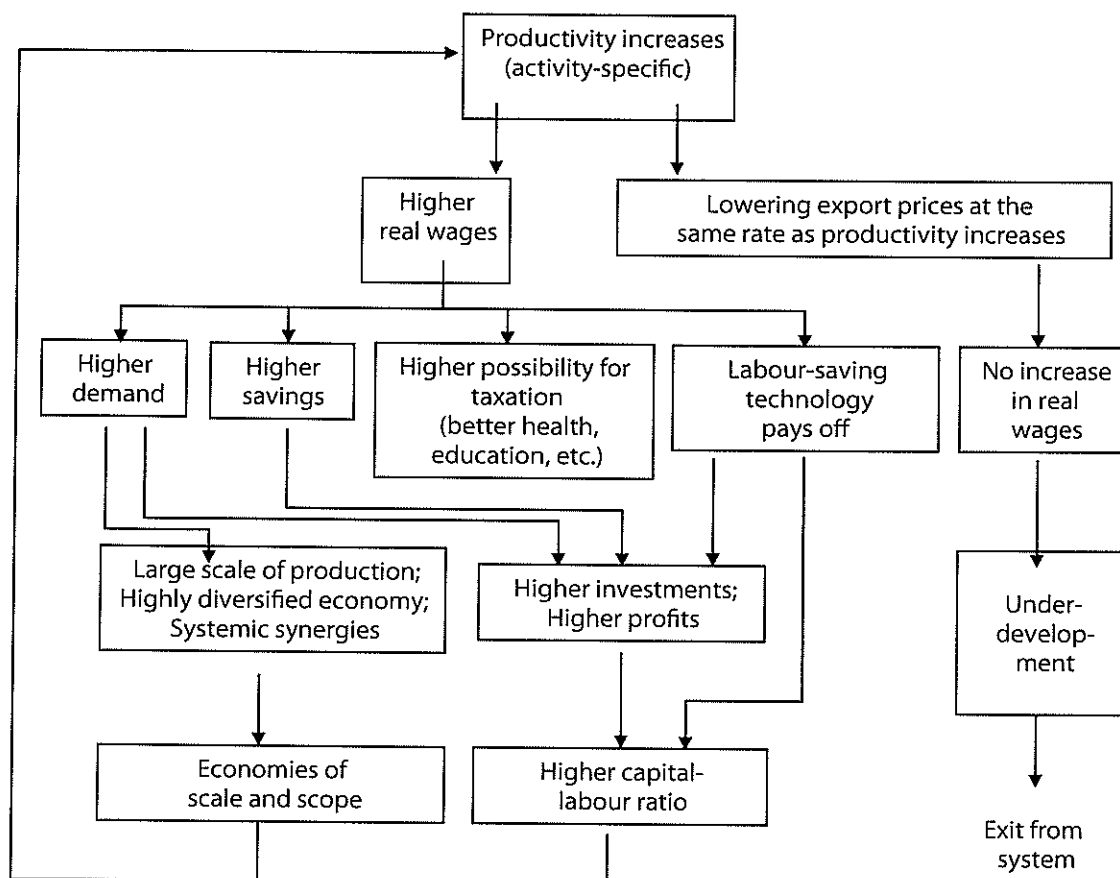 Productivity increases
(activity-specific)
Higher
real wages
Lowering export prices at the
same rate as productivity increases
Higher
demand
Higher
savings
Higher possibility for
taxation
(better health,
education, etc.)
Labour-saving
technology
pays off
No increase
in real
wages
Large scale of production;
Highly diversified economy;
Systemic synergies
Higher investments;
Higher profits
Under-
develop-
ment
Economies of
scale and scope
Higher capital-
labour ratio
Exit from
system